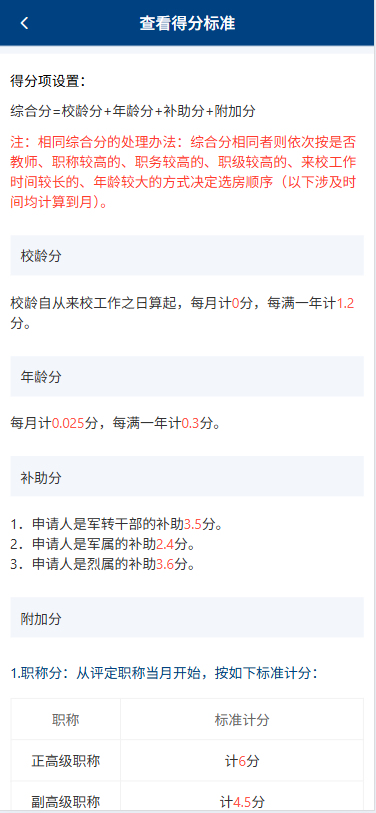 查看得分标准
得分项设置：
综合分=校龄分+年龄分+补助分+附加分
注：相同综合分的处理办法：综合分相同者则依次按是否
教师、职称较高的、职务较高的、职级较高的、来校工作
时间较长的、年龄较大的方式决定选房顺序（以下涉及时
间均计算到月）。
校龄分
校龄自从来校工作之日算起，每月计0分，每满一年计1.2
分。
年龄分
每月计0.025分，每满一年计0.3分。
补助分
1．申请人是军转干部的补助3.5分。
2．申请人是军属的补助2.4分。
3．申请人是烈属的补助3.6分。
附加分
1.职称分：从评定职称当月开始，按如下标准计分：
职称 标准计分
正高级职称 计6分
副高级职称 计4.5分